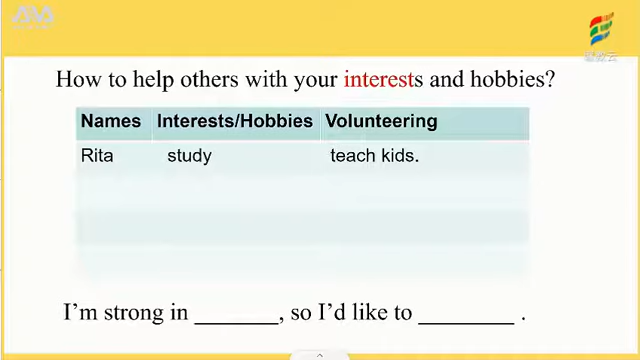 How to help others with your interests and hobbies?
Names Interests/Hobbies Volunteering
Rita study teach kids.
I'm strong in _______, so I'd like to ________ .